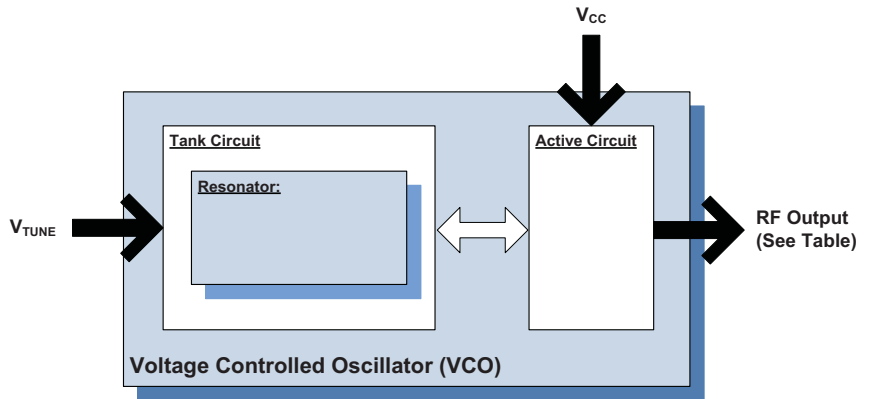 VCC
Tank Circuit
Active Circuit
Resonator:
VTUNE
RF Output
(See Table)
Voltage Controlled Oscillator (VCO)